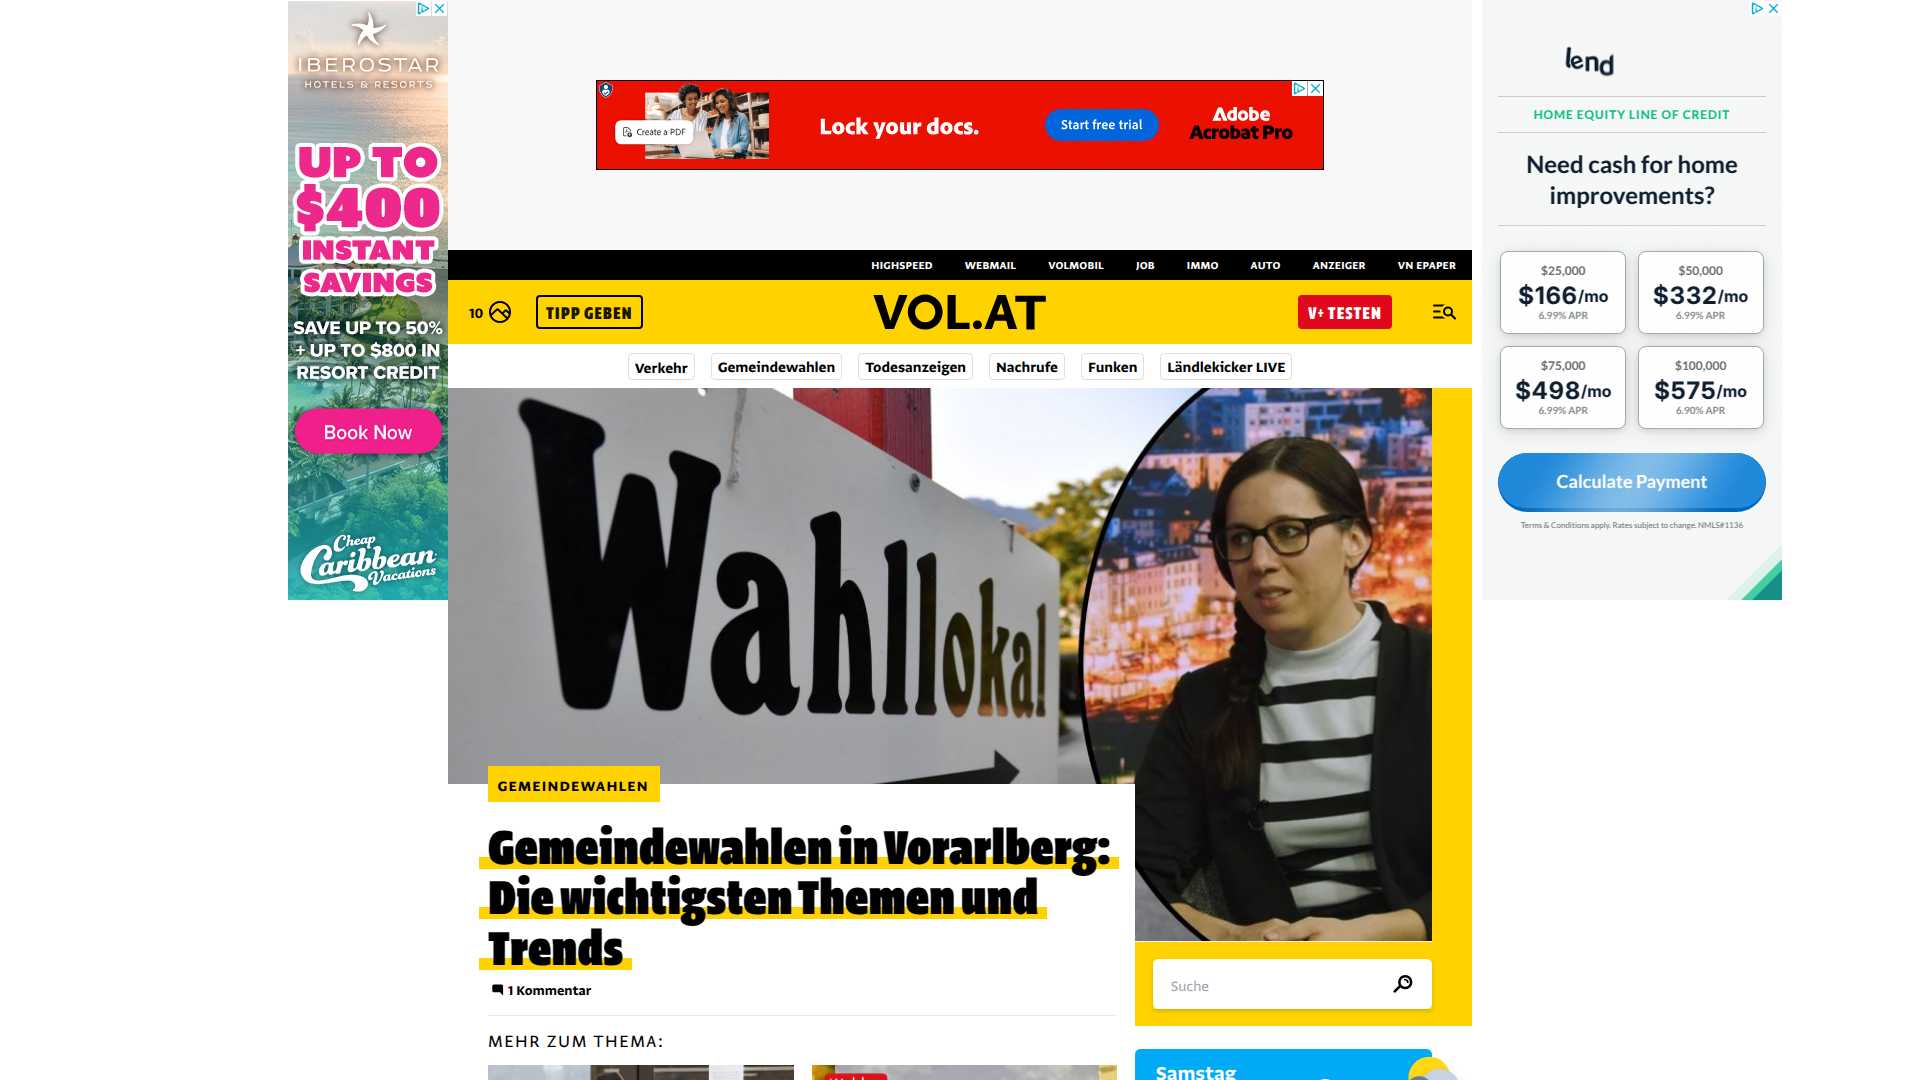 IBEROSTAR
HOTELS & RESORTS
UP TO
$400
INSTANT
SAVINGS
SAVE UP TO 50%
+ UP TO $800 IN
RESORT CREDIT
Book Now
Cheap
Caribbean
Vacations
Create a PDF
Lock your docs.
Start free trial
Adobe
Acrobat Pro
HIGHSPEED WEBMAIL VOLMOBIL JOB IMMO AUTO ANZEIGER VN EPAPER
10 TIPP GEBEN VOL.AT V+ TESTEN
Verkehr Gemeindewahlen Todesanzeigen Nachrufe Funken Ländlekicker LIVE
Wahllokal
GEMEINDEWAHLEN
Gemeindewahlen in Vorarlberg:
Die wichtigsten Themen und
Trends
1 Kommentar
MEHR ZUM THEMA:
Suche
Samstag
lend
HOME EQUITY LINE OF CREDIT
Need cash for home
improvements?
$25,000 $50,000
$166/mo $332/mo
6.99% APR 6.99% APR
$75,000 $100,000
$498/mo $575/mo
6.99% APR 6.90% APR
Calculate Payment
Terms & Conditions apply. Rates subject to change. NMLS#1136